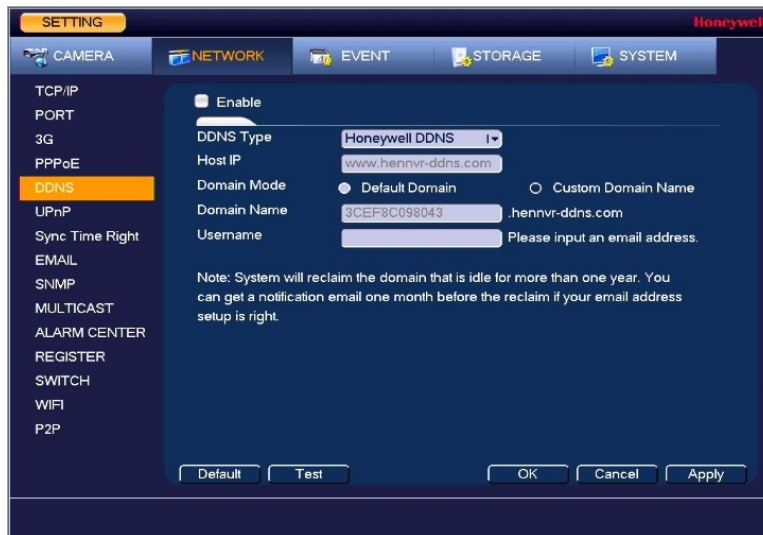 SETTING
Honeywell
CAMERA NETWORK EVENT STORAGE SYSTEM
TCP/IP
PORT
3G
PPPoE
DDNS
UPnP
Sync Time Right
EMAIL
SNMP
MULTICAST
ALARM CENTER
REGISTER
SWITCH
WIFI
P2P
Enable
DDNS Type Honeywell DDNS
Host IP www.hennvr-ddns.com
Domain Mode Default Domain Custom Domain Name
Domain Name 3CEF8C098043 .hennvr-ddns.com
Username Please input an email address.
Note: System will reclaim the domain that is idle for more than one year. You
can get a notification email one month before the reclaim if your email address
setup is right.
Default Test OK Cancel Apply